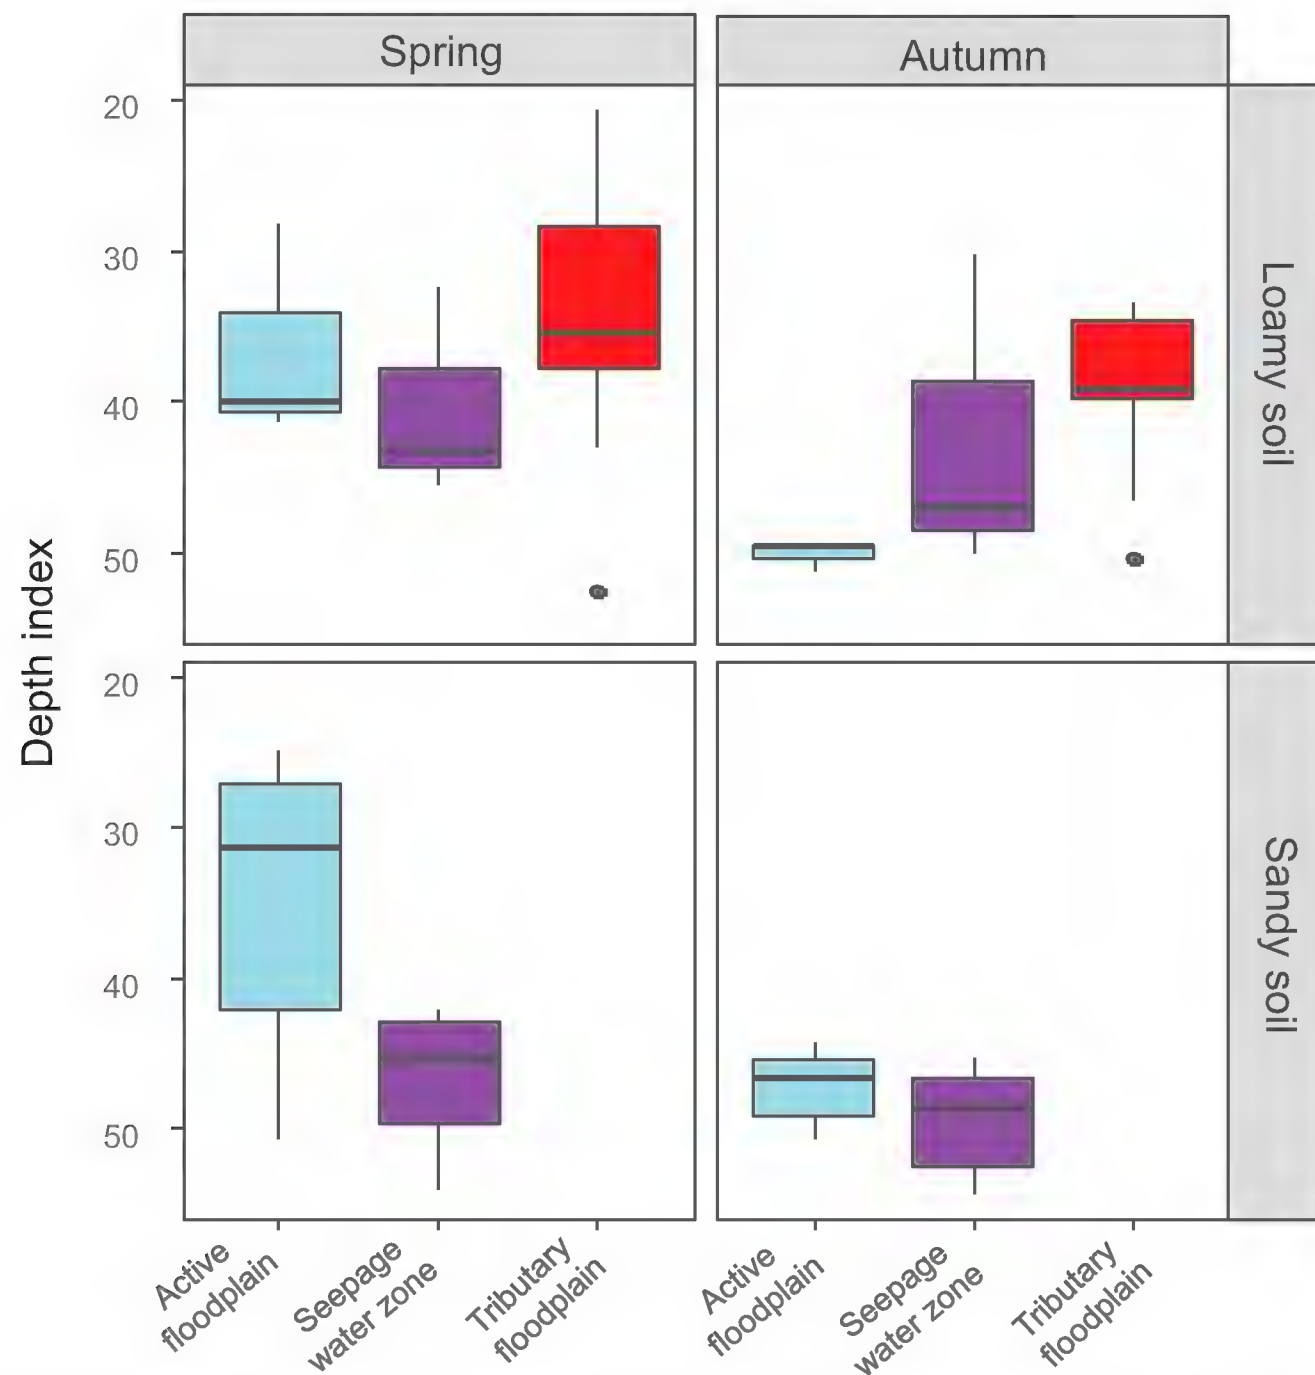 Spring
Autumn
20
30
40
50
Loamy soil
Depth index
20
30
40
50
Sandy soil
Active
floodplain
Seepage
water zone
Tributary
floodplain
Active
floodplain
Seepage
water zone
Tributary
floodplain